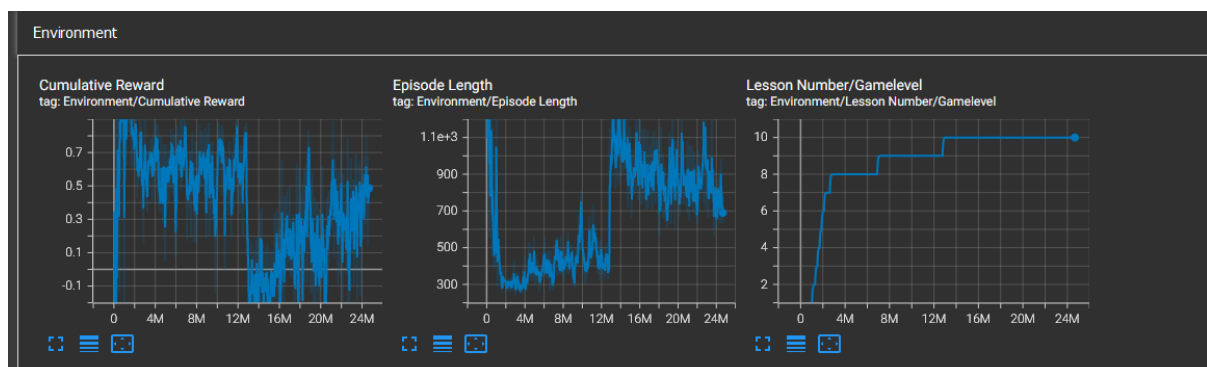 Environment
Cumulative Reward
tag: Environment/Cumulative Reward
0.7
0.5
0.3
0.1
-0.1
0 4M 8M 12M 16M 20M 24M
Episode Length
tag: Environment/Episode Length
1.1e+3
900
700
500
300
0 4M 8M 12M 16M 20M 24M
Lesson Number/Gamelevel
tag: Environment/Lesson Number/Gamelevel
10
8
6
4
2
0 4M 8M 12M 16M 20M 24M